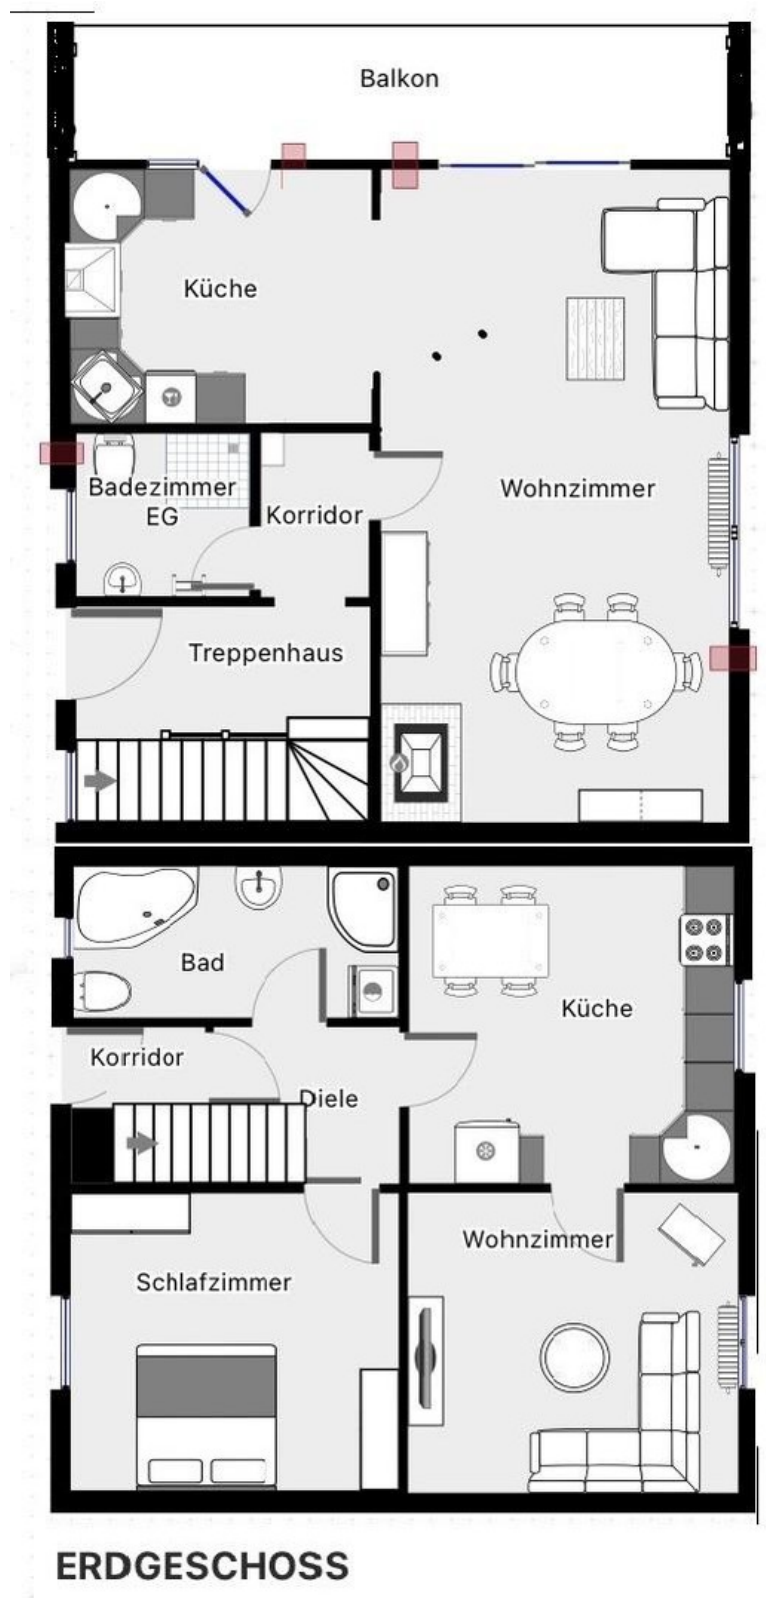 Balkon
Küche
Badezimmer
EG
Korridor
Wohnzimmer
Treppenhaus
Bad
Küche
Korridor
Diele
Wohnzimmer
Schlafzimmer
ERDGESCHOSS